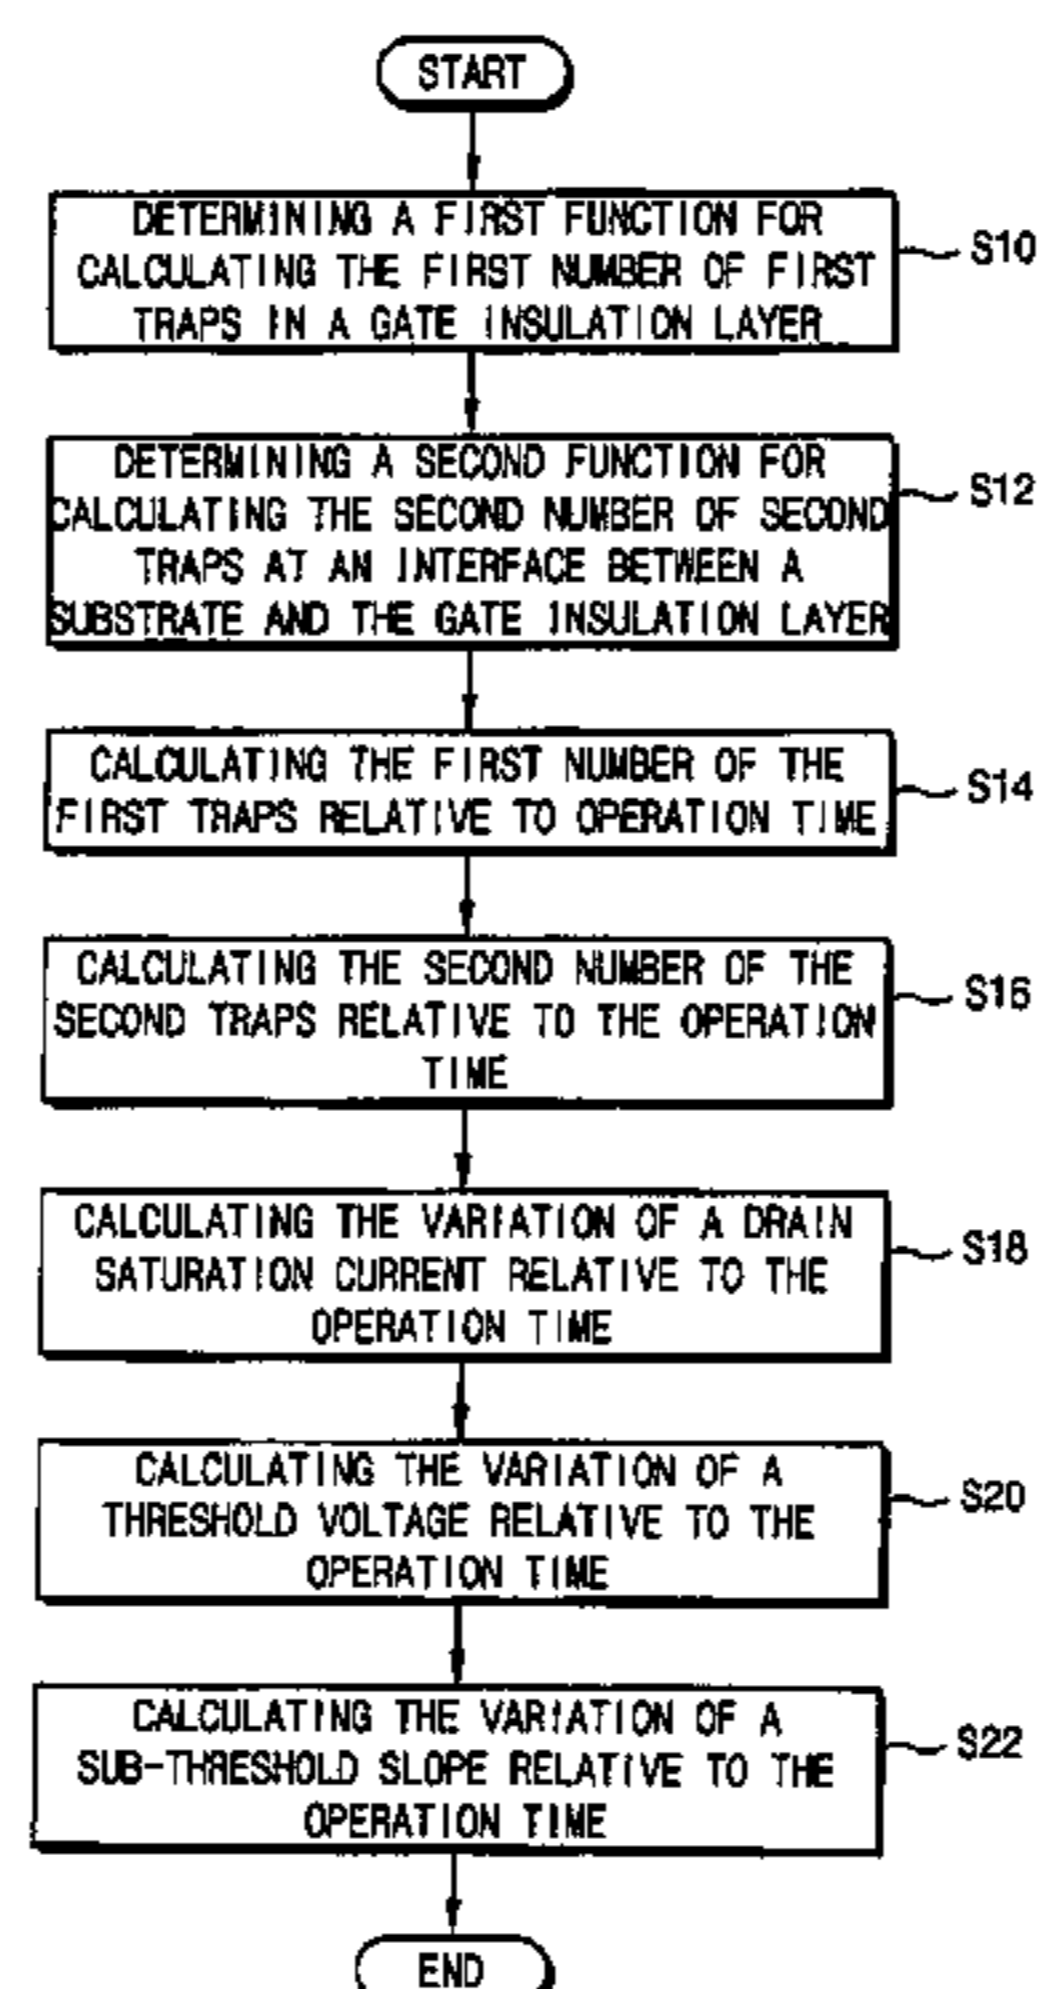 START
DETERMINING A FIRST FUNCTION FOR
CALCULATING THE FIRST NUMBER OF FIRST
TRAPS IN A GATE INSULATION LAYER
S10
DETERMINING A SECOND FUNCTION FOR
CALCULATING THE SECOND NUMBER OF SECOND
TRAPS AT AN INTERFACE BETWEEN A
SUBSTRATE AND THE GATE INSULATION LAYER
S12
CALCULATING THE FIRST NUMBER OF THE
FIRST TRAPS RELATIVE TO OPERATION TIME
S14
CALCULATING THE SECOND NUMBER OF THE
SECOND TRAPS RELATIVE TO THE OPERATION
TIME
S16
CALCULATING THE VARIATION OF A DRAIN
SATURATION CURRENT RELATIVE TO THE
OPERATION TIME
S18
CALCULATING THE VARIATION OF A
THRESHOLD VOLTAGE RELATIVE TO THE
OPERATION TIME
S20
CALCULATING THE VARIATION OF A
SUB-THRESHOLD SLOPE RELATIVE TO THE
OPERATION TIME
S22
END